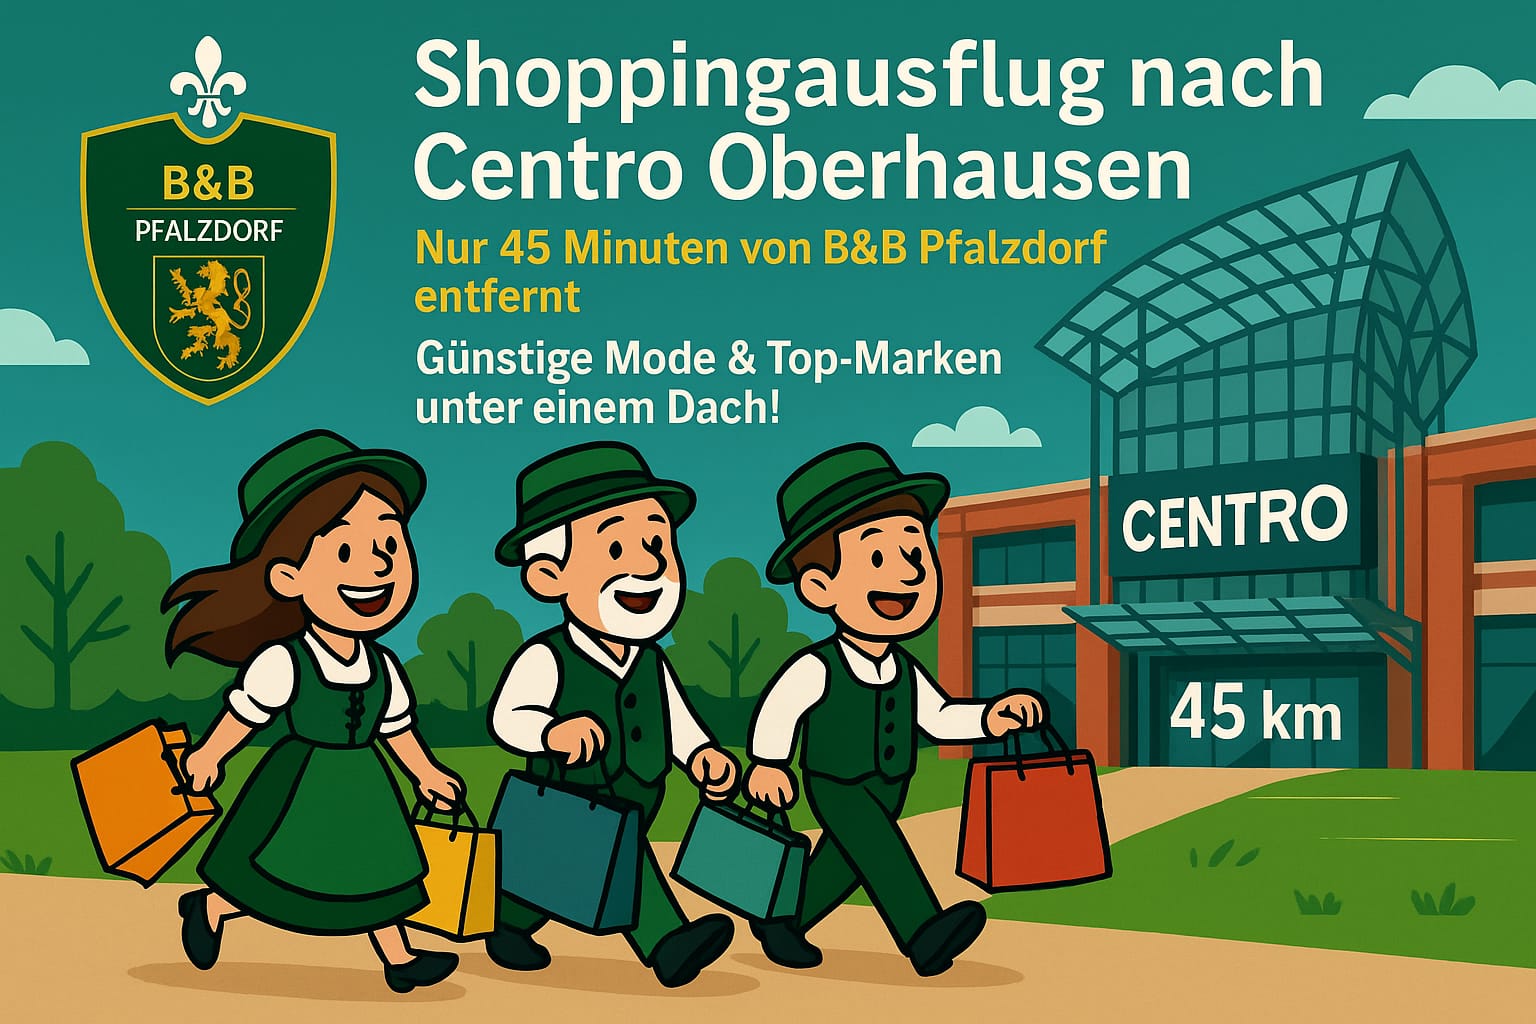 B&B
PFALZDORF
Shoppingausflug nach
Centro Oberhausen
Nur 45 Minuten von B&B Pfalzdorf
entfernt
Günstige Mode & Top-Marken
unter einem Dach!
CENTRO
45 km